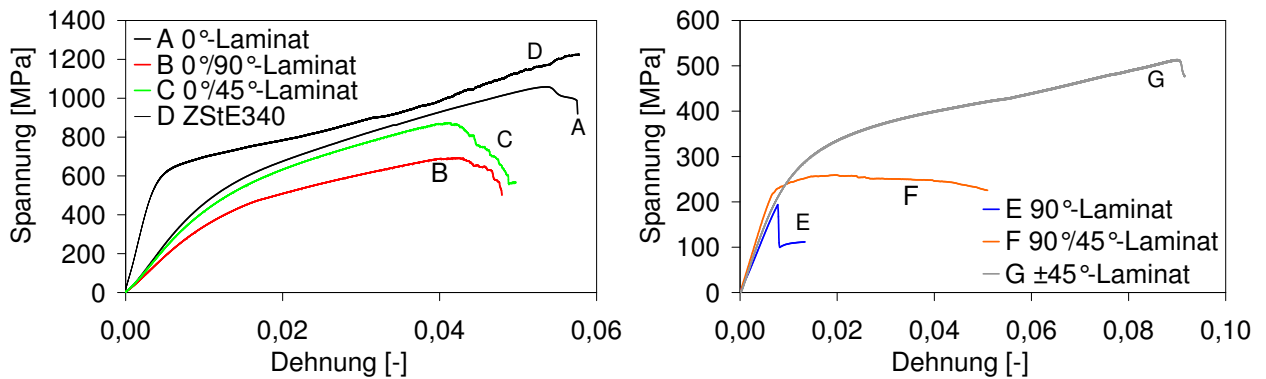 1400
1200
1000
800
600
400
200
0
Spannung [MPa]
A 0°-Laminat
B 0°/90°-Laminat
C 0°/45°-Laminat
D ZStE340
D
A
C
B
0,00
0,02
0,04
0,06
Dehnung [-]
600
500
400
300
200
100
0
Spannung [MPa]
G
F
E
E 90°-Laminat
F 90°/45°-Laminat
G ±45°-Laminat
0,00
0,02
0,04
0,06
0,08
0,10
Dehnung [-]